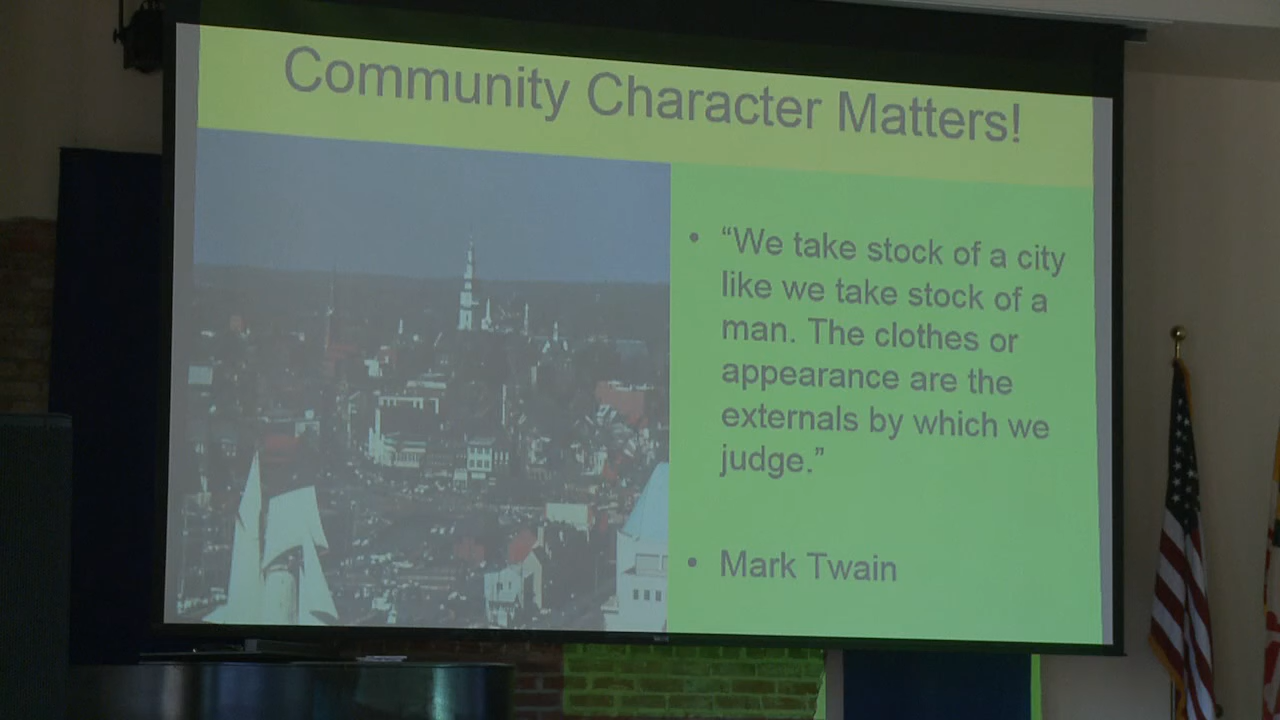 Community Character Matters!
• “We take stock of a city
like we take stock of a
man. The clothes or
appearance are the
externals by which we
judge.”
• Mark Twain